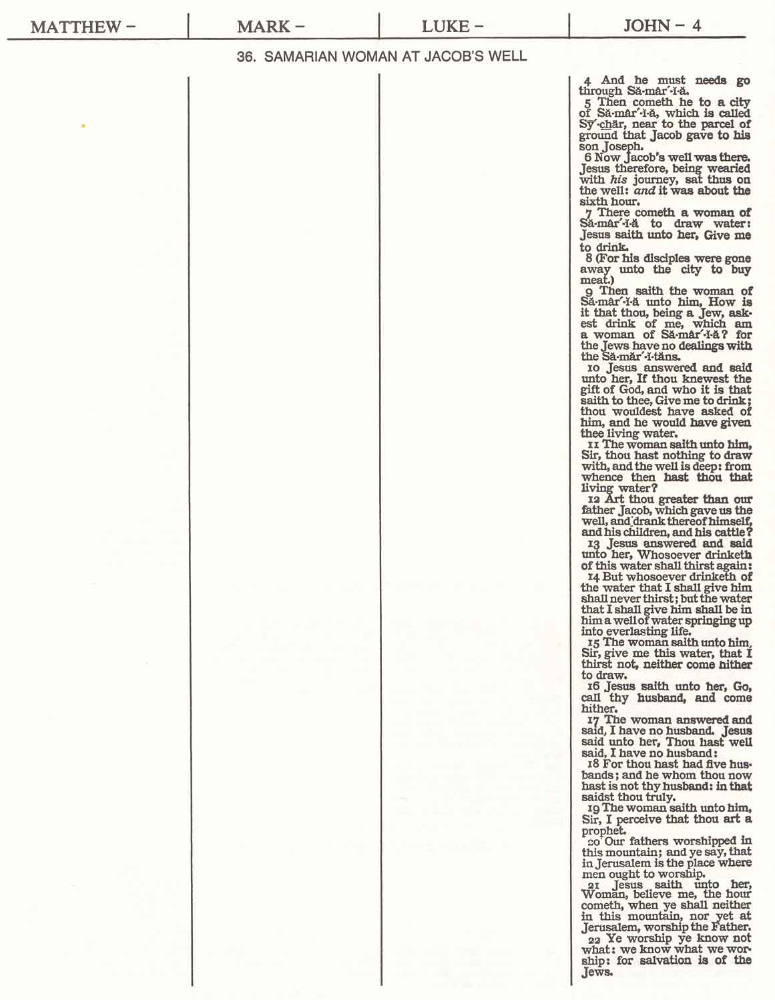 MATTHEW –
MARK –
LUKE –
JOHN – 4
36. SAMARIAN WOMAN AT JACOB'S WELL
4 And he must needs go
through Să·mâr´·ĭ·ă.
5 Then cometh he to a city
of Să·mâr´·ĭ·ă, which is called
Sȳ´·chär, near to the parcel of
ground that Jacob gave to his
son Joseph.
6 Now Jacob's well was there.
Jesus therefore, being wearied
with his journey, sat thus on
the well: and it was about the
sixth hour.
7 There cometh a woman of
Să·mâr´·ĭ·ă to draw water:
Jesus saith unto her, Give me
to drink.
8 (For his disciples were gone
away unto the city to buy
meat.)
9 Then saith the woman of
Să·mâr´·ĭ·ă unto him, How is
it that thou, being a Jew, ask-
est drink of me, which am
a woman of Să·mâr´·ĭ·ă? for
the Jews have no dealings with
the Să·măr´·ĭ·tăns.
10 Jesus answered and said
unto her, If thou knewest the
gift of God, and who it is that
saith to thee, Give me to drink;
thou wouldest have asked of
him, and he would have given
thee living water.
11 The woman saith unto him,
Sir, thou hast nothing to draw
with, and the well is deep: from
whence then hast thou that
living water?
12 Art thou greater than our
father Jacob, which gave us the
well, and drank thereof himself,
and his children, and his cattle?
13 Jesus answered and said
unto her, Whosoever drinketh
of this water shall thirst again:
14 But whosoever drinketh of
the water that I shall give him
shall never thirst; but the water
that I shall give him shall be in
him a well of water springing up
into everlasting life.
15 The woman saith unto him,
Sir, give me this water, that I
thirst not, neither come hither
to draw.
16 Jesus saith unto her, Go,
call thy husband, and come
hither.
17 The woman answered and
said, I have no husband. Jesus
said unto her, Thou hast well
said, I have no husband:
18 For thou hast had five hus-
bands; and he whom thou now
hast is not thy husband: in that
saidst thou truly.
19 The woman saith unto him,
Sir, I perceive that thou art a
prophet.
20 Our fathers worshipped in
this mountain; and ye say, that
in Jerusalem is the place where
men ought to worship.
21 Jesus saith unto her,
Woman, believe me, the hour
cometh, when ye shall neither
in this mountain, nor yet at
Jerusalem, worship the Father.
22 Ye worship ye know not
what: we know what we wor-
ship: for salvation is of the
Jews.